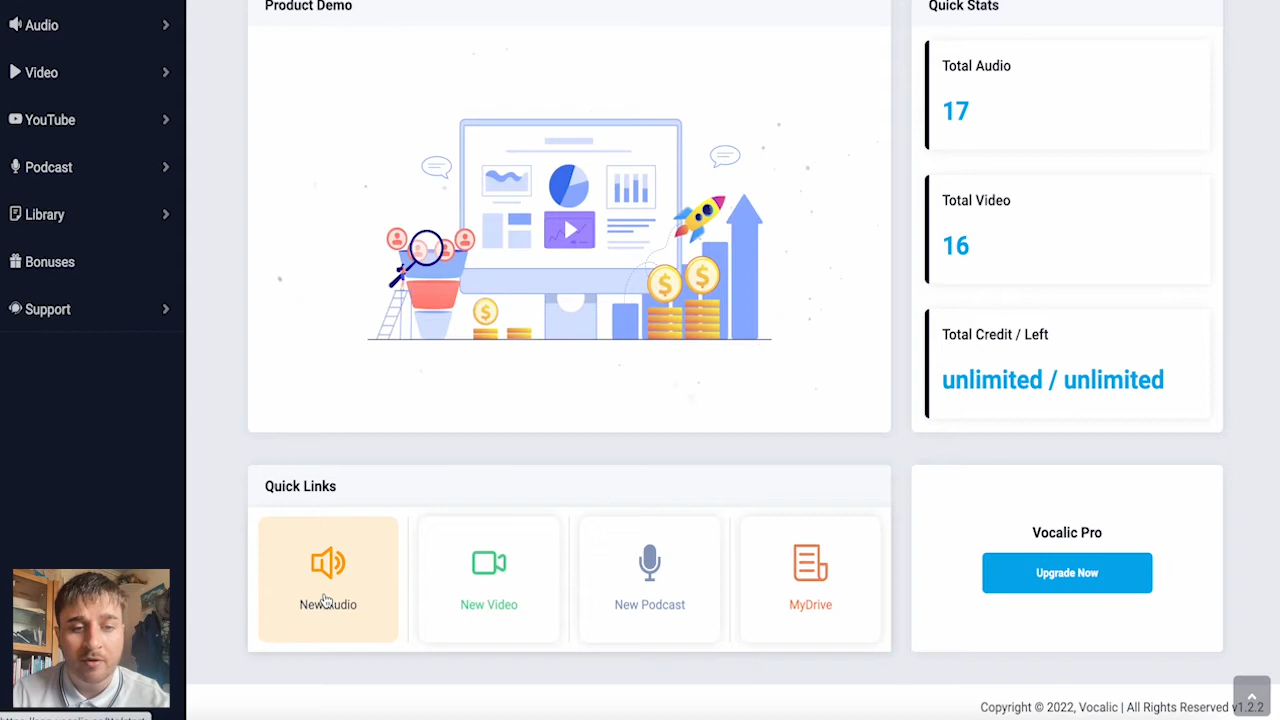 Audio
Video
YouTube
Podcast
Library
Bonuses
Support
Product Demo
$
$
$
Quick Stats
Total Audio
17
Total Video
16
Total Credit / Left
unlimited / unlimited
Quick Links
New Audio
New Video
New Podcast
MyDrive
Vocalic Pro
Upgrade Now
Copyright © 2022, Vocalic | All Rights Reserved v1.2.2